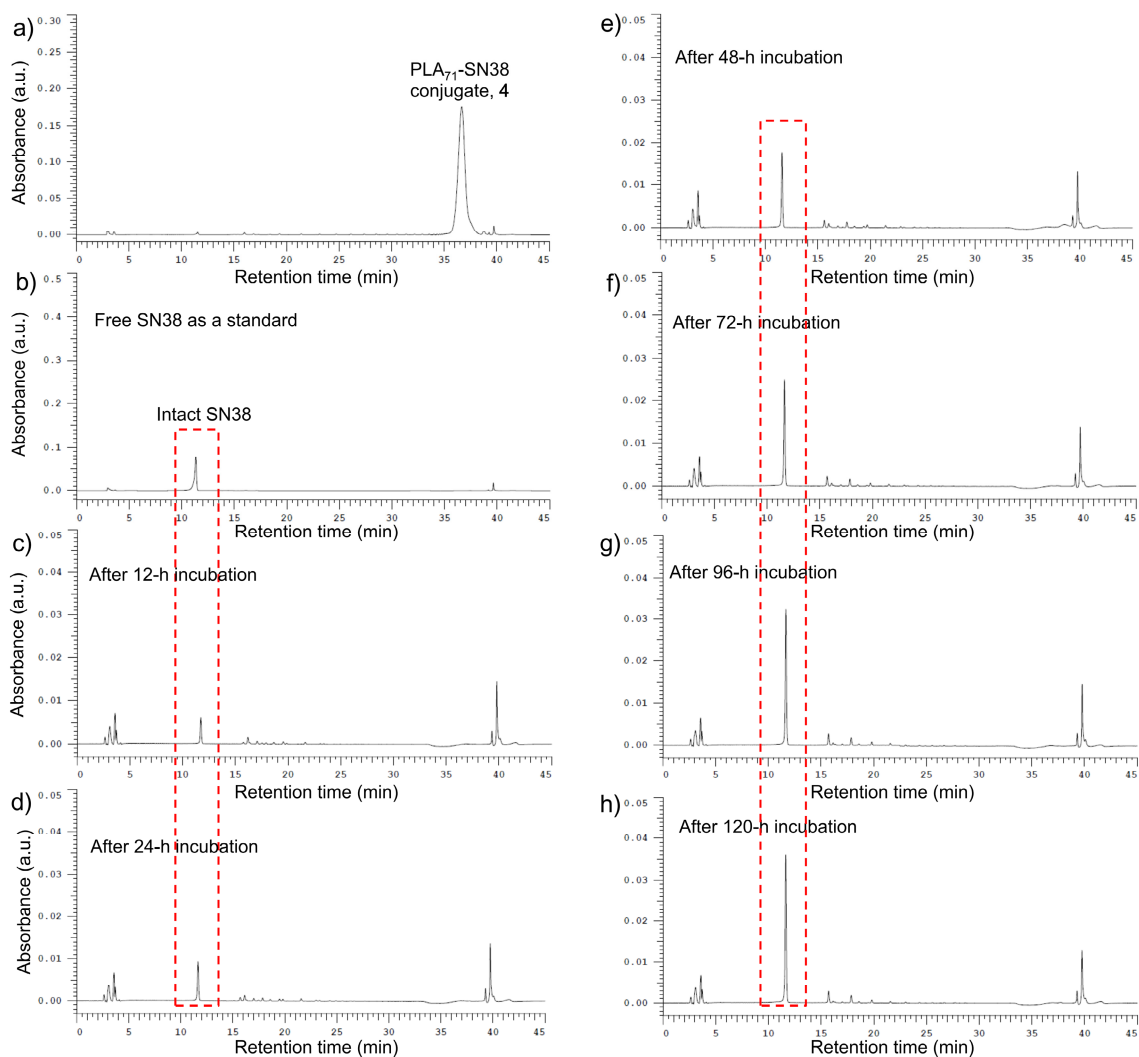 a)
Absorbance (a.u.)
0.30
0.25
0.20
0.15
0.10
0.05
0.00
PLA71-SN38
conjugate, 4
0 5 10 15 20 25 30 35 40 45
Retention time (min)
b)
Absorbance (a.u.)
0.5
0.4
0.3
0.2
0.1
0.0
Free SN38 as a standard
Intact SN38
0 5 10 15 20 25 30 35 40 45
Retention time (min)
c)
Absorbance (a.u.)
0.05
0.04
0.03
0.02
0.01
0.00
After 12-h incubation
0 5 10 15 20 25 30 35 40 45
Retention time (min)
d)
Absorbance (a.u.)
0.05
0.04
0.03
0.02
0.01
0.00
After 24-h incubation
0 5 10 15 20 25 30 35 40 45
Retention time (min)
e)
0.05
0.04
0.03
0.02
0.01
0.00
After 48-h incubation
0 5 10 15 20 25 30 35 40 45
Retention time (min)
f)
0.05
0.04
0.03
0.02
0.01
0.00
After 72-h incubation
0 5 10 15 20 25 30 35 40 45
Retention time (min)
g)
0.05
0.04
0.03
0.02
0.01
0.00
After 96-h incubation
0 5 10 15 20 25 30 35 40 45
Retention time (min)
h)
0.05
0.04
0.03
0.02
0.01
0.00
After 120-h incubation
0 5 10 15 20 25 30 35 40 45
Retention time (min)